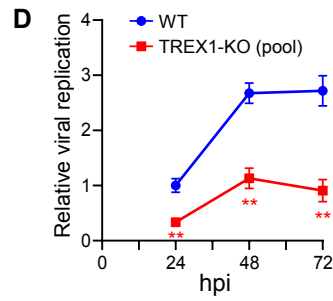 D
WT
TREX1-KO (pool)
Relative viral replication
4
3
2
1
0
**
**
**
0 24 48 72
hpi